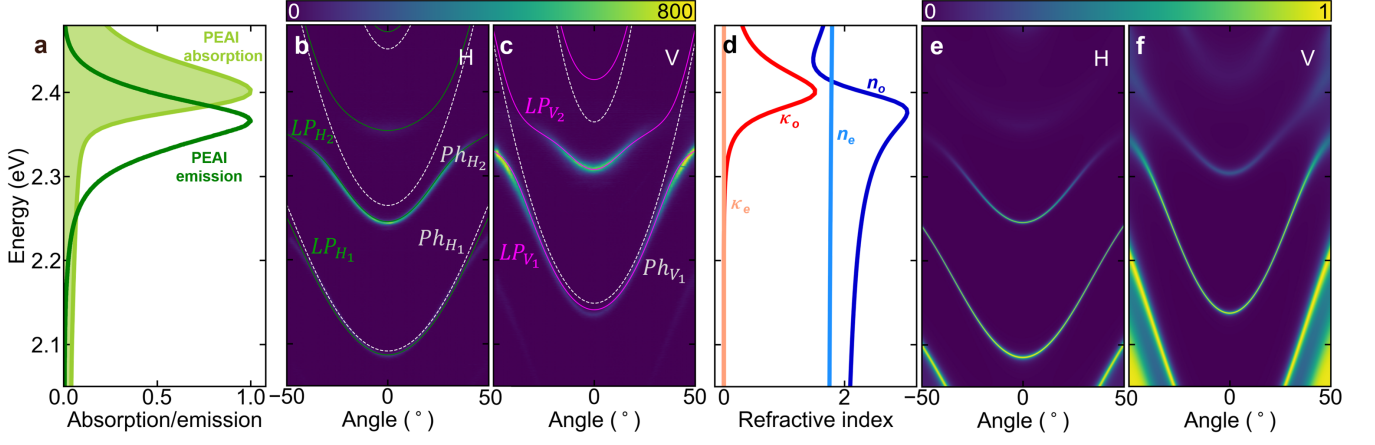 0 800 0 1
a PEAI absorption
PEAI emission
b H
c V
d
e H
f V
LP_{H_2}
LP_{H_1}
Ph_{H_2}
Ph_{H_1}
LP_{V_2}
LP_{V_1}
Ph_{V_1}
n_o
κ_o
n_e
κ_e
Energy (eV)
2.4
2.3
2.2
2.1
0.0 0.5 1.0 −50 0 50 0 50 0 2 −50 0 50 0 50
Absorption/emission Angle (°) Angle (°) Refractive index Angle (°) Angle (°)